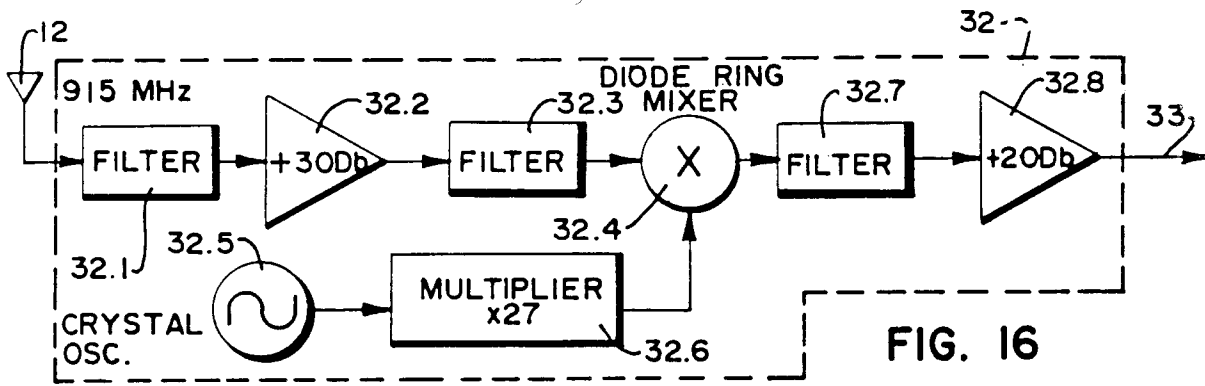 12
32
915 MHz
32.2
32.3
DIODE RING
MIXER
32.7
32.8
33
FILTER
+30Db
FILTER
X
FILTER
+20Db
32.1
32.5
32.4
MULTIPLIER
x27
32.6
CRYSTAL
OSC.
FIG. 16